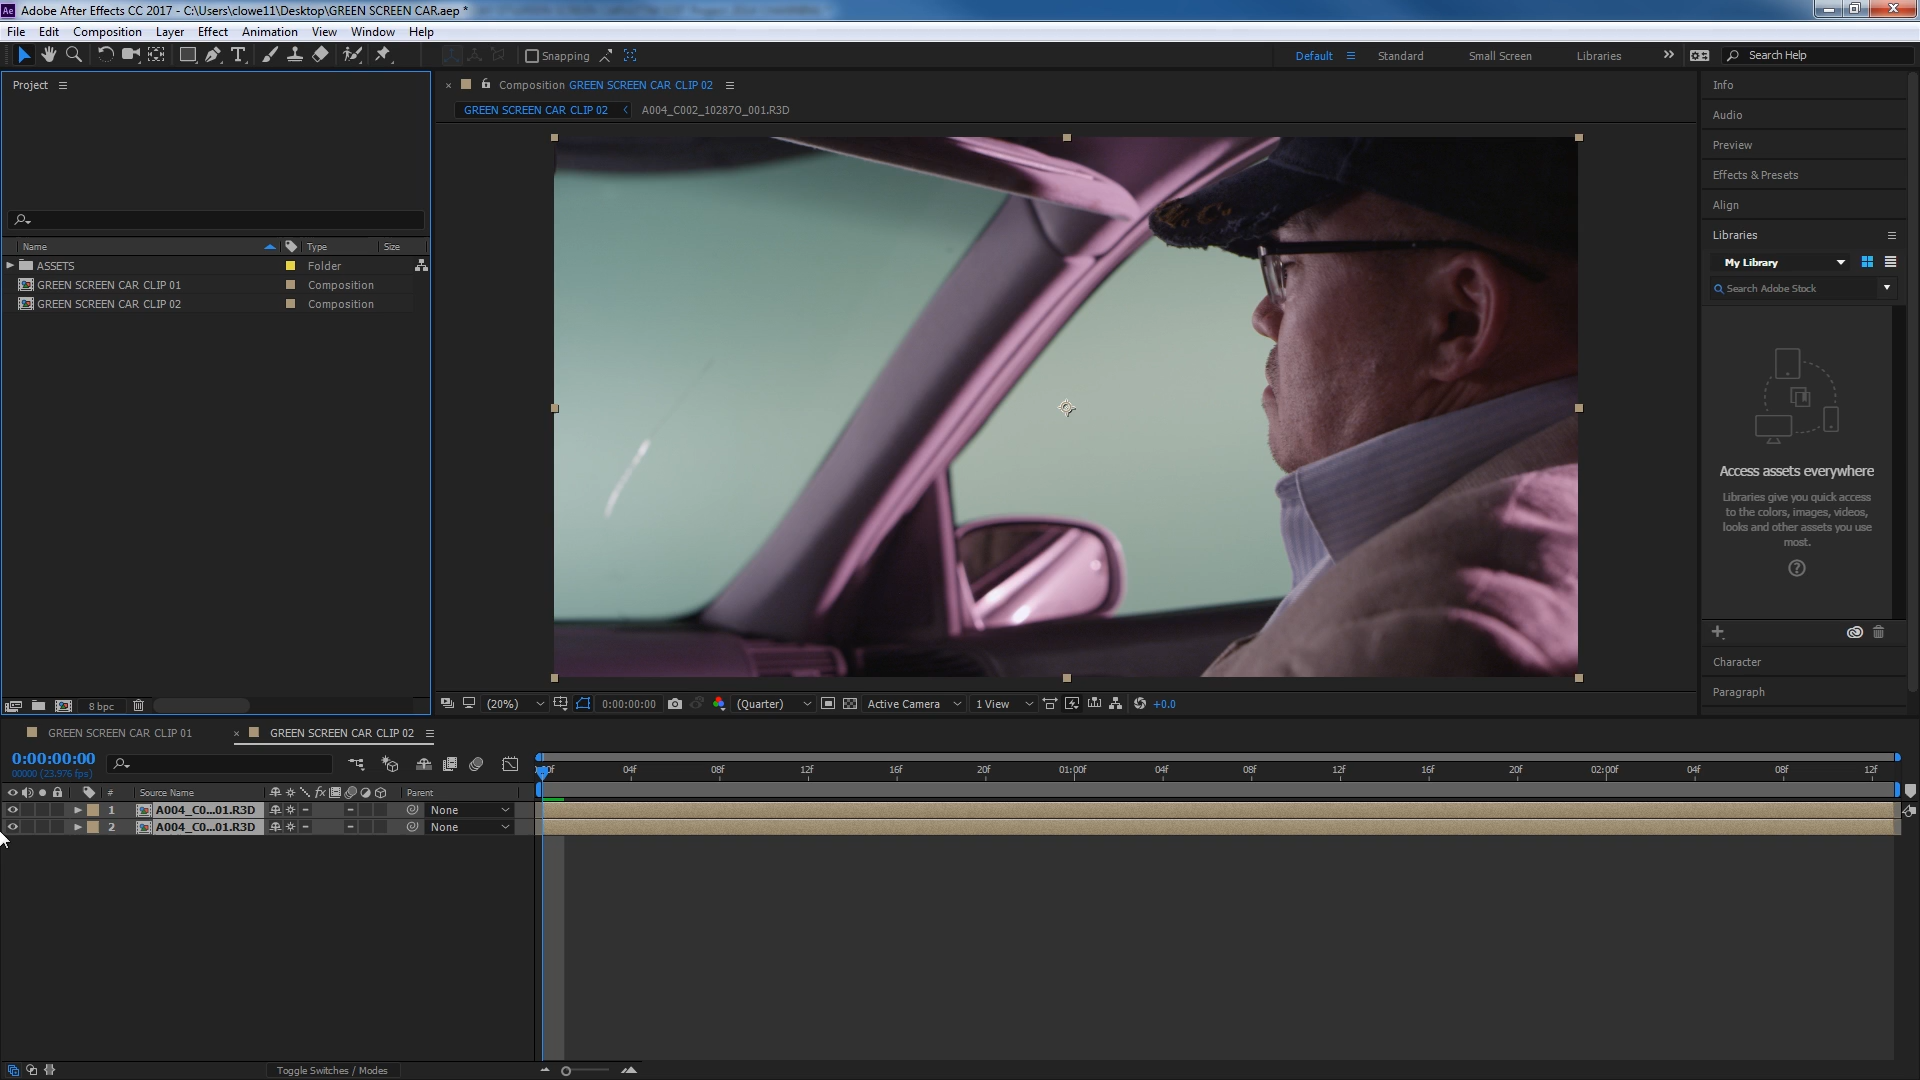 Ae Adobe After Effects CC 2017 - C:\Users\clowe11\Desktop\GREEN SCREEN CAR.aep *
File Edit Composition Layer Effect Animation View Window Help
T Snapping Default Standard Small Screen Libraries Search Help
Project
Name Type Size
ASSETS Folder
GREEN SCREEN CAR CLIP 01 Composition
GREEN SCREEN CAR CLIP 02 Composition
8 bpc
Composition GREEN SCREEN CAR CLIP 02
GREEN SCREEN CAR CLIP 02 A004_C002_10287O_001.R3D
(20%) 0:00:00:00 (Quarter) Active Camera 1 View +0.0
Info
Audio
Preview
Effects & Presets
Align
Libraries
My Library
Search Adobe Stock
Access assets everywhere
Libraries give you quick access
to the colors, images, videos,
looks and other assets you use
most.
?
Character
Paragraph
GREEN SCREEN CAR CLIP 01 GREEN SCREEN CAR CLIP 02
0:00:00:00
00000 (23.976 fps)
04f 08f 12f 16f 20f 01:00f 04f 08f 12f 16f 20f 02:00f 04f 08f 12f
# Source Name fx Parent
1 A004_C0...01.R3D None
2 A004_C0...01.R3D None
Toggle Switches / Modes